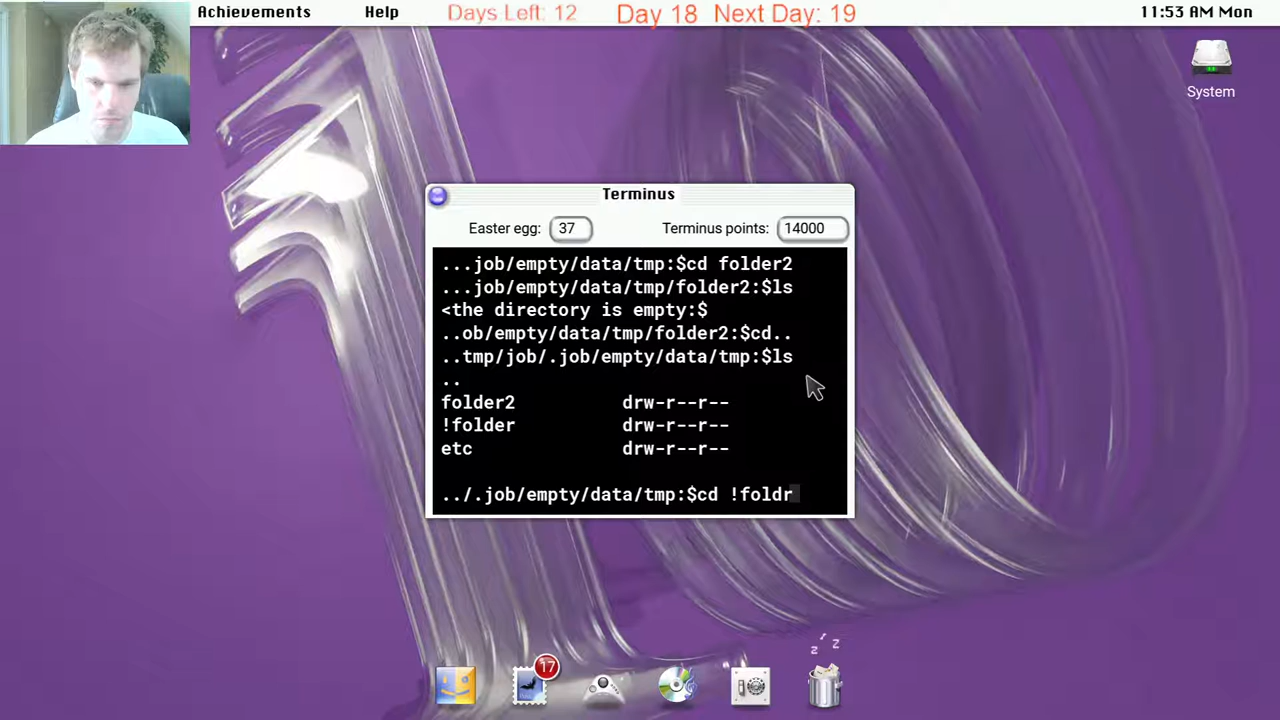 Achievements Help Days Left: 12 Day 18 Next Day: 19 11:53 AM Mon
System
Terminus
Easter egg: 37 Terminus points: 14000
...job/empty/data/tmp:$cd folder2
...job/empty/data/tmp/folder2:$ls
<the directory is empty:$
..ob/empty/data/tmp/folder2:$cd..
..tmp/job/.job/empty/data/tmp:$ls
..
folder2 drw-r--r--
!folder drw-r--r--
etc drw-r--r--
../.job/empty/data/tmp:$cd !foldr
z z
z
17